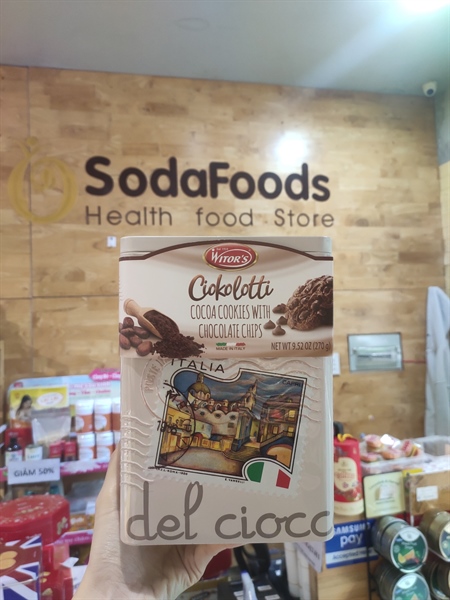 SodaFoods
Health food Store
WITOR'S
Ciokolotti
COCOA COOKIES WITH
CHOCOLATE CHIPS
MADE IN ITALY
NET WT 9.52 OZ (270 g)
ITALIA
del ciocc
GIẢM 50%
SAMSUNG
pay